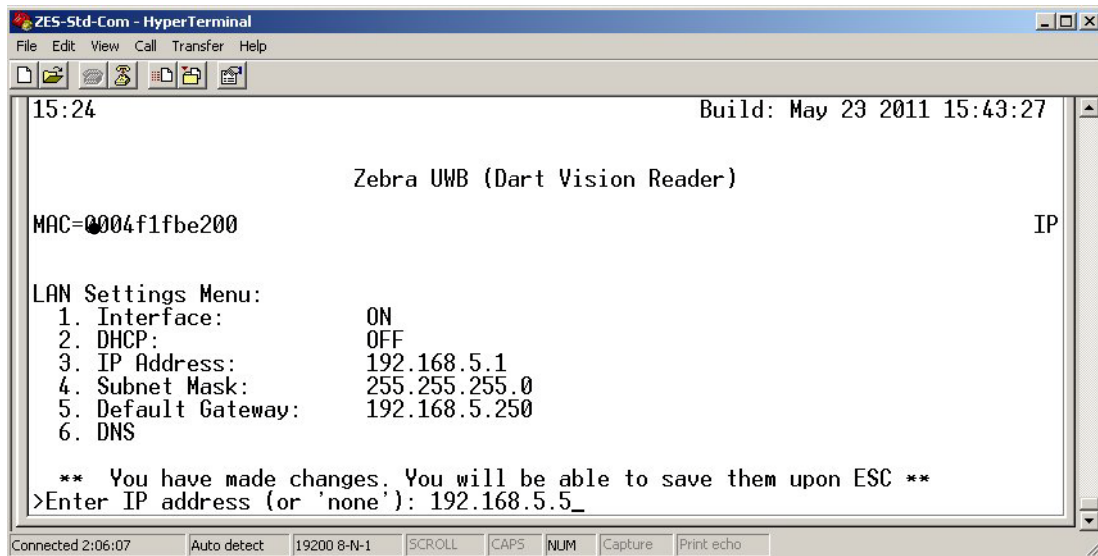 ZES-Std-Com - HyperTerminal
File Edit View Call Transfer Help
15:24 Build: May 23 2011 15:43:27
Zebra UWB (Dart Vision Reader)
MAC=0004f1fbe200 IP
LAN Settings Menu:
1. Interface: ON
2. DHCP: OFF
3. IP Address: 192.168.5.1
4. Subnet Mask: 255.255.255.0
5. Default Gateway: 192.168.5.250
6. DNS
** You have made changes. You will be able to save them upon ESC **
>Enter IP address (or 'none'): 192.168.5.5_
Connected 2:06:07 Auto detect 19200 8-N-1 SCROLL CAPS NUM Capture Print echo